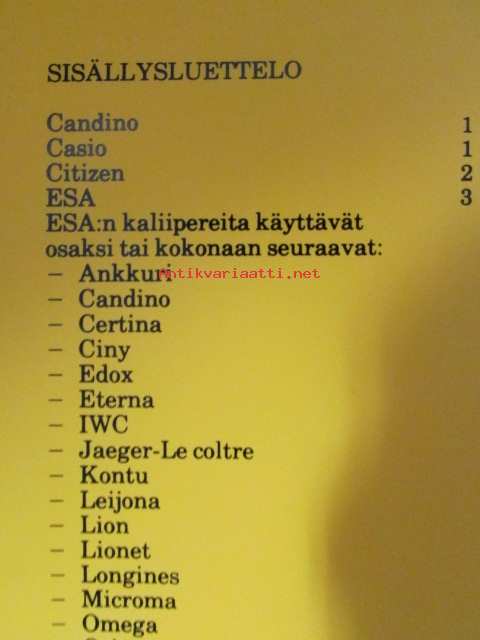 SISÄLLYSLUETTELO
Candino 1
Casio 1
Citizen 2
ESA 3
ESA:n kaliipereita käyttävät
osaksi tai kokonaan seuraavat:
– Ankkuri
Antikvariaatti.net
– Candino
– Certina
– Ciny
– Edox
– Eterna
– IWC
– Jaeger-Le coltre
– Kontu
– Leijona
– Lion
– Lionet
– Longines
– Microma
– Omega